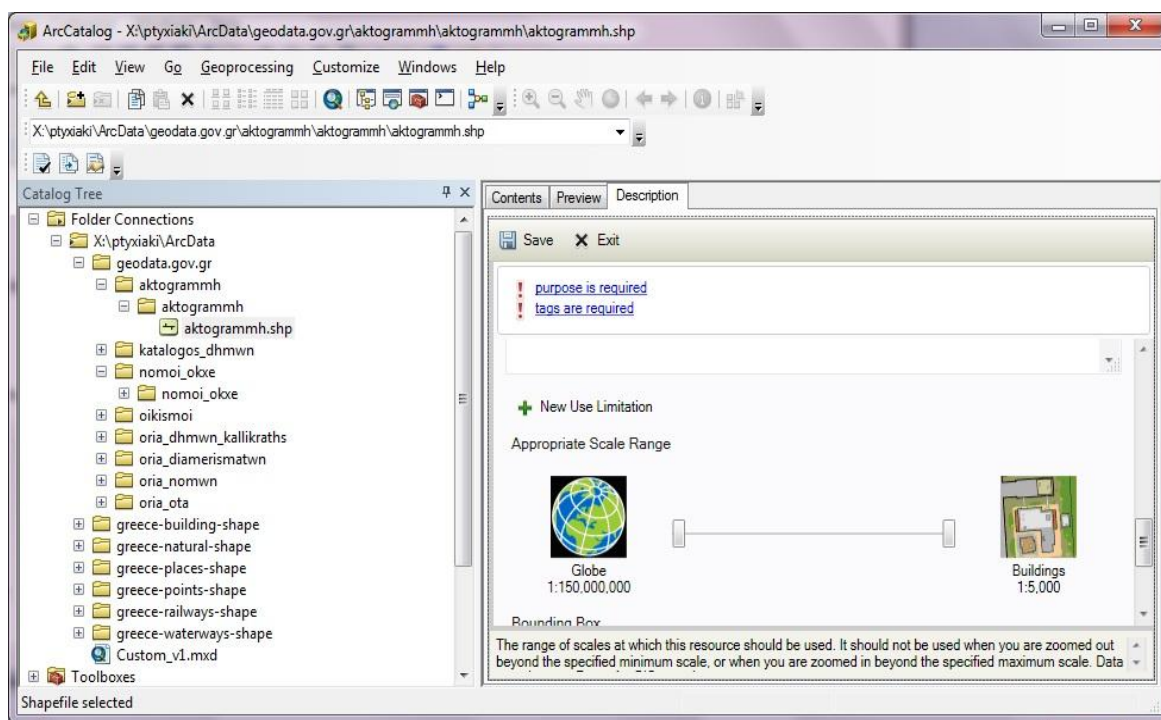 ArcCatalog - X:\ptyxiaki\ArcData\geodata.gov.gr\aktogrammh\aktogrammh\aktogrammh.shp
File Edit View Go Geoprocessing Customize Windows Help
X:\ptyxiaki\ArcData\geodata.gov.gr\aktogrammh\aktogrammh\aktogrammh.shp
Catalog Tree
Folder Connections
X:\ptyxiaki\ArcData
geodata.gov.gr
aktogrammh
aktogrammh
aktogrammh.shp
katalogos_dhmwn
nomoi_okxe
nomoi_okxe
oikismoi
oria_dhmwn_kallikraths
oria_diamerismatwn
oria_nomwn
oria_ota
greece-building-shape
greece-natural-shape
greece-places-shape
greece-points-shape
greece-railways-shape
greece-waterways-shape
Custom_v1.mxd
Toolboxes
Contents Preview Description
Save Exit
purpose is required
tags are required
New Use Limitation
Appropriate Scale Range
Globe
1:150,000,000
Buildings
1:5,000
Bounding Box
The range of scales at which this resource should be used. It should not be used when you are zoomed out
beyond the specified minimum scale, or when you are zoomed in beyond the specified maximum scale. Data
Shapefile selected